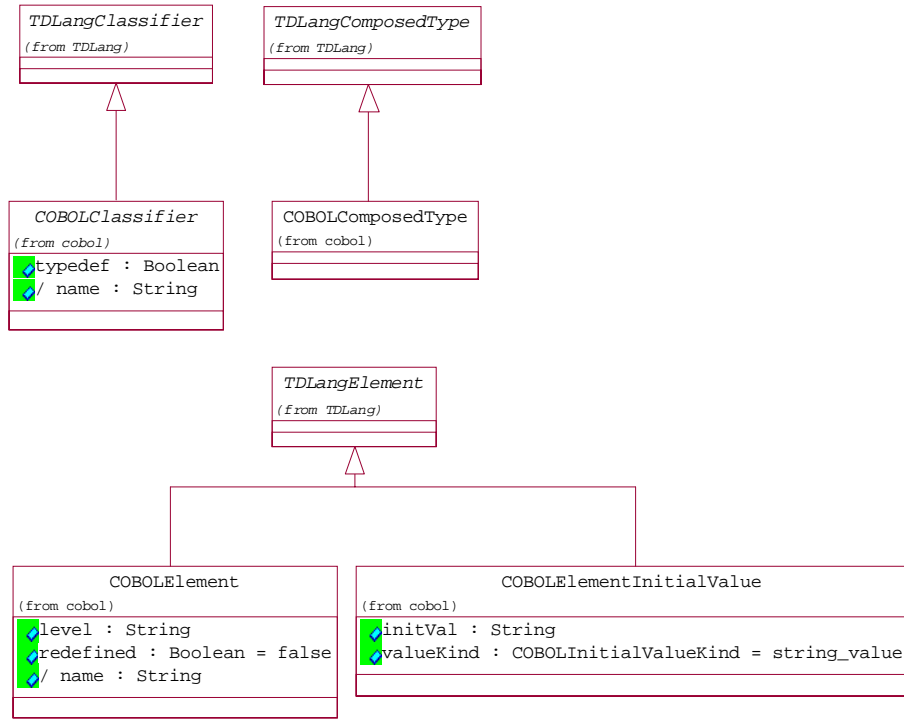 TDLangClassifier
(from TDLang)
TDLangComposedType
(from TDLang)
COBOLClassifier
(from cobol)
typedef : Boolean
/ name : String
COBOLComposedType
(from cobol)
TDLangElement
(from TDLang)
COBOLElement
(from cobol)
level : String
redefined : Boolean = false
/ name : String
COBOLElementInitialValue
(from cobol)
initVal : String
valueKind : COBOLInitialValueKind = string_value